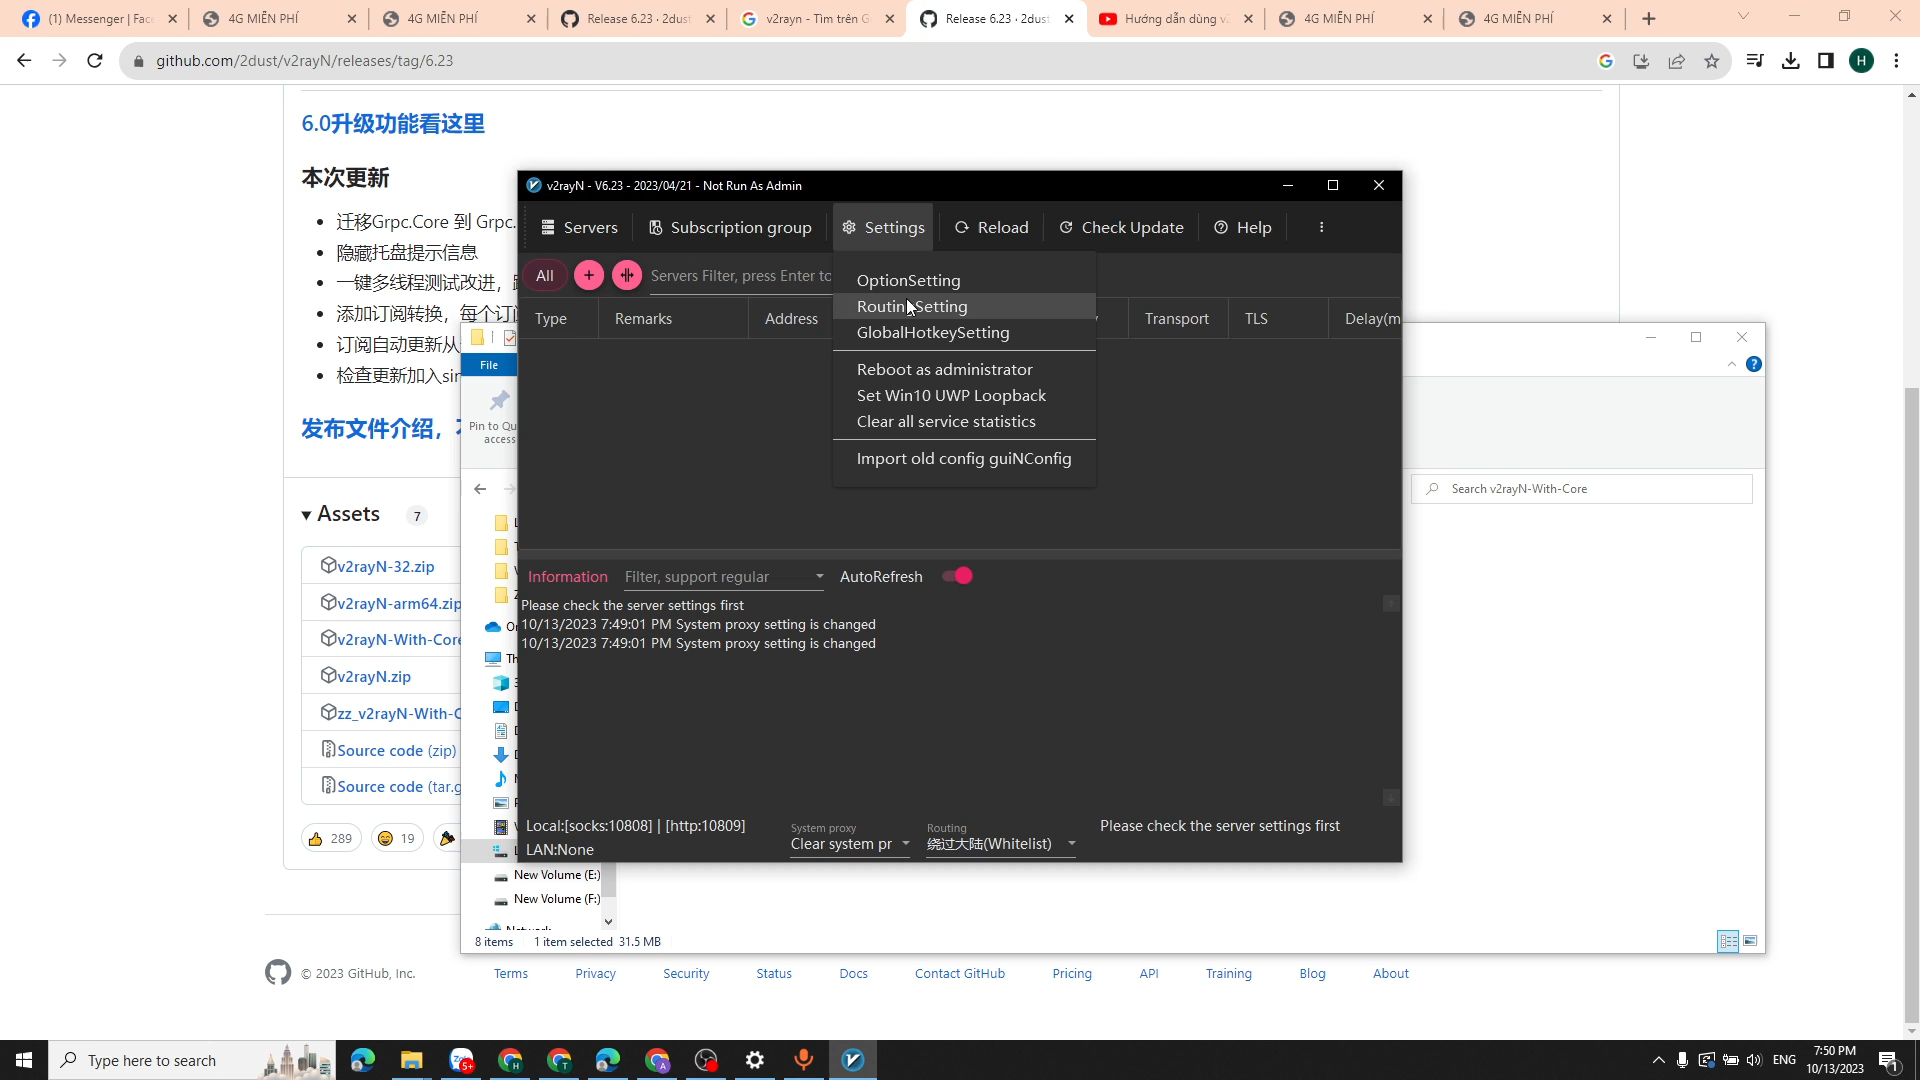 (1) Messenger | Fac
4G MIỄN PHÍ
4G MIỄN PHÍ
Release 6.23 · 2dust
v2rayn - Tìm trên G
Release 6.23 · 2dust
Hướng dẫn dùng v2
4G MIỄN PHÍ
4G MIỄN PHÍ
github.com/2dust/v2rayN/releases/tag/6.23
H
6.0升级功能看这里
本次更新
迁移Grpc.Core 到 Grpc.
隐藏托盘提示信息
一键多线程测试改进，
添加订阅转换，每个订
订阅自动更新从
检查更新加入sin
发布文件介绍，
Assets 7
v2rayN-32.zip
v2rayN-arm64.zip
v2rayN-With-Core
v2rayN.zip
zz_v2rayN-With-C
Source code (zip)
Source code (tar.g
289
19
v2rayN - V6.23 - 2023/04/21 - Not Run As Admin
Servers
Subscription group
Settings
Reload
Check Update
Help
All
Servers Filter, press Enter to
Type
Remarks
Address
Transport
TLS
Delay(m
OptionSetting
RoutingSetting
GlobalHotkeySetting
Reboot as administrator
Set Win10 UWP Loopback
Clear all service statistics
Import old config guiNConfig
Information
Filter, support regular
AutoRefresh
Please check the server settings first
10/13/2023 7:49:01 PM System proxy setting is changed
10/13/2023 7:49:01 PM System proxy setting is changed
Local:[socks:10808] | [http:10809]
LAN:None
System proxy
Clear system pr
Routing
绕过大陆(Whitelist)
Please check the server settings first
File
Pin to Qu
access
Search v2rayN-With-Core
New Volume (E:)
New Volume (F:)
Network
8 items
1 item selected 31.5 MB
© 2023 GitHub, Inc.
Terms
Privacy
Security
Status
Docs
Contact GitHub
Pricing
API
Training
Blog
About
Type here to search
ENG
7:50 PM
10/13/2023
1